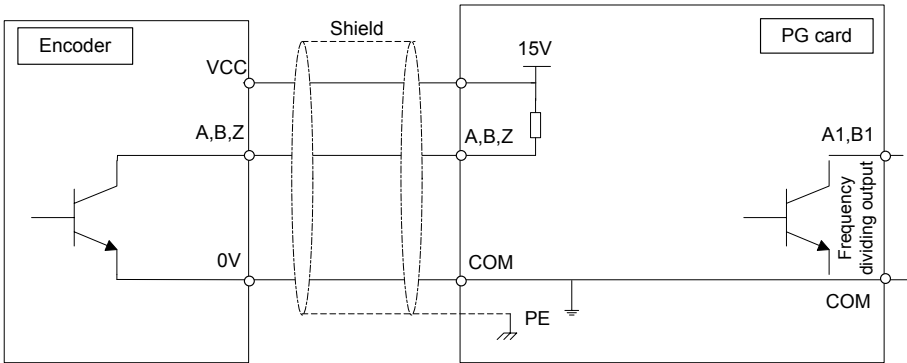 Shield
Encoder
PG card
15V
VCC
A,B,Z
A,B,Z
A1,B1
Frequency
dividing output
0V
COM
COM
PE